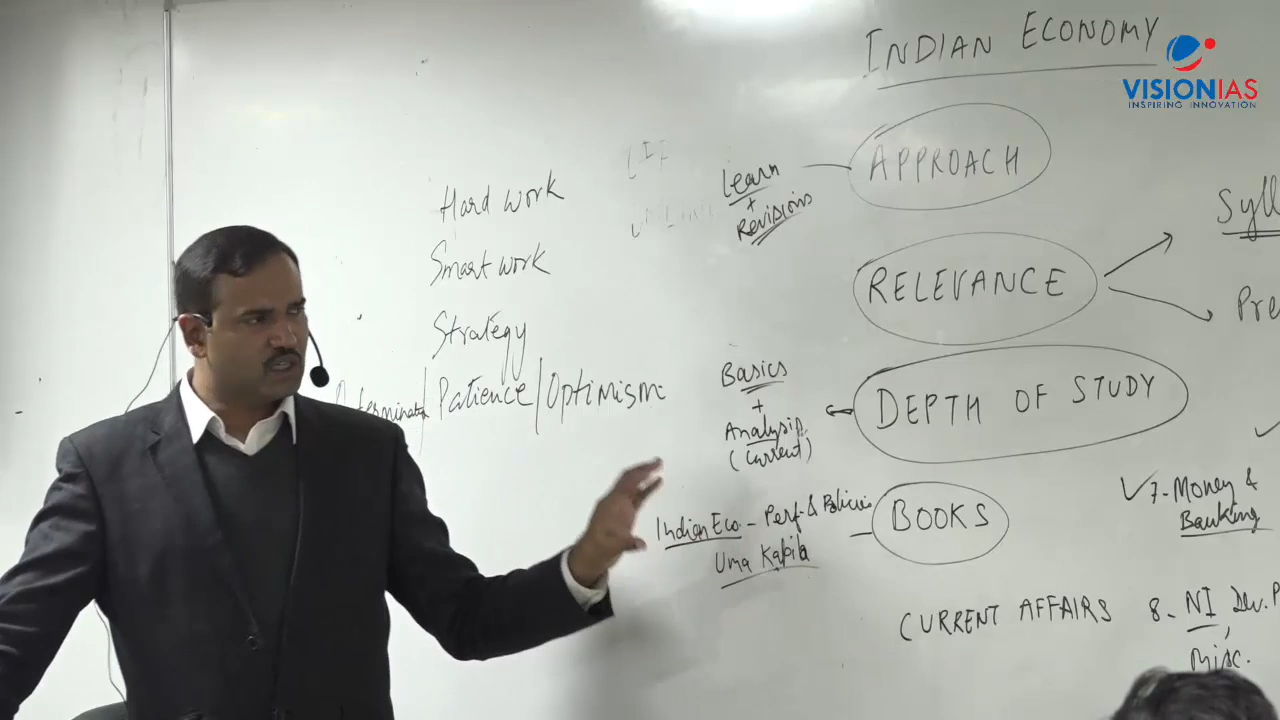 INDIAN ECONOMY
VISIONIAS
INSPIRING INNOVATION
APPROACH
Learn
+
Revisions
Hard work
Smart work
Strategy
Patience / Optimism
RELEVANCE
Syll
Pre
Basics
+
Analysis
(Current)
DEPTH OF STUDY
Indian Eco - Perf & Policies
Uma Kapila
BOOKS
7- Money &
Banking
CURRENT AFFAIRS
8- NI, Dev. P
Misc.